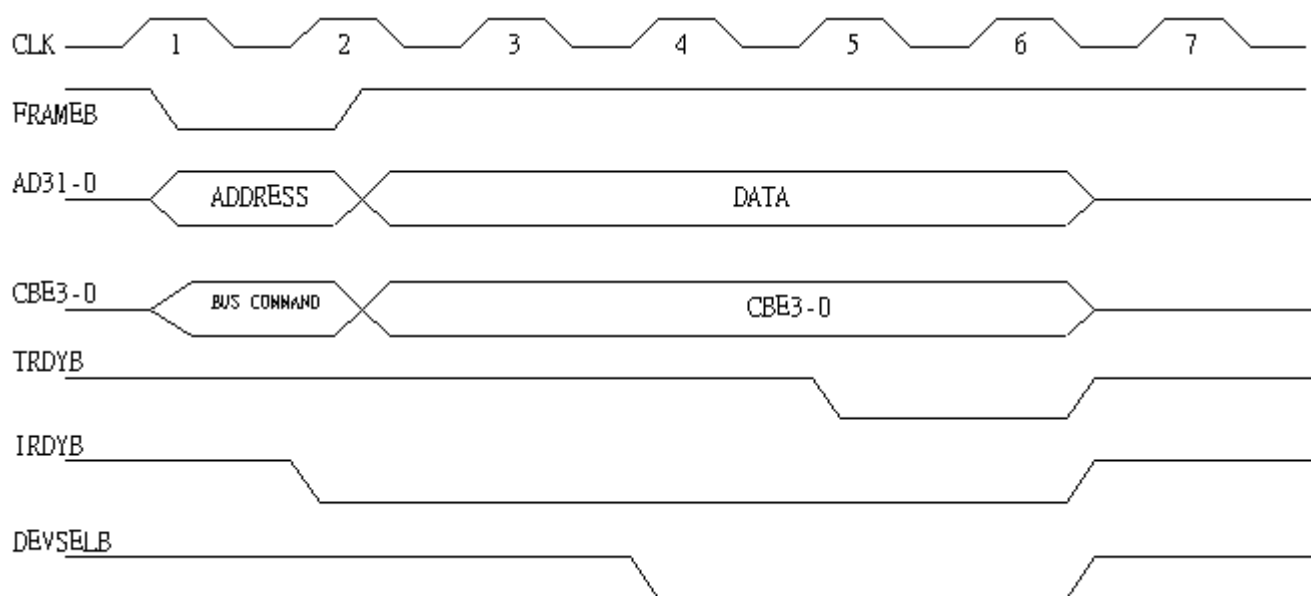 CLK 1 2 3 4 5 6 7
FRAMEB
AD31-0 ADDRESS DATA
CBE3-0 BUS COMMAND CBE3-0
TRDYB
IRDYB
DEVSELB